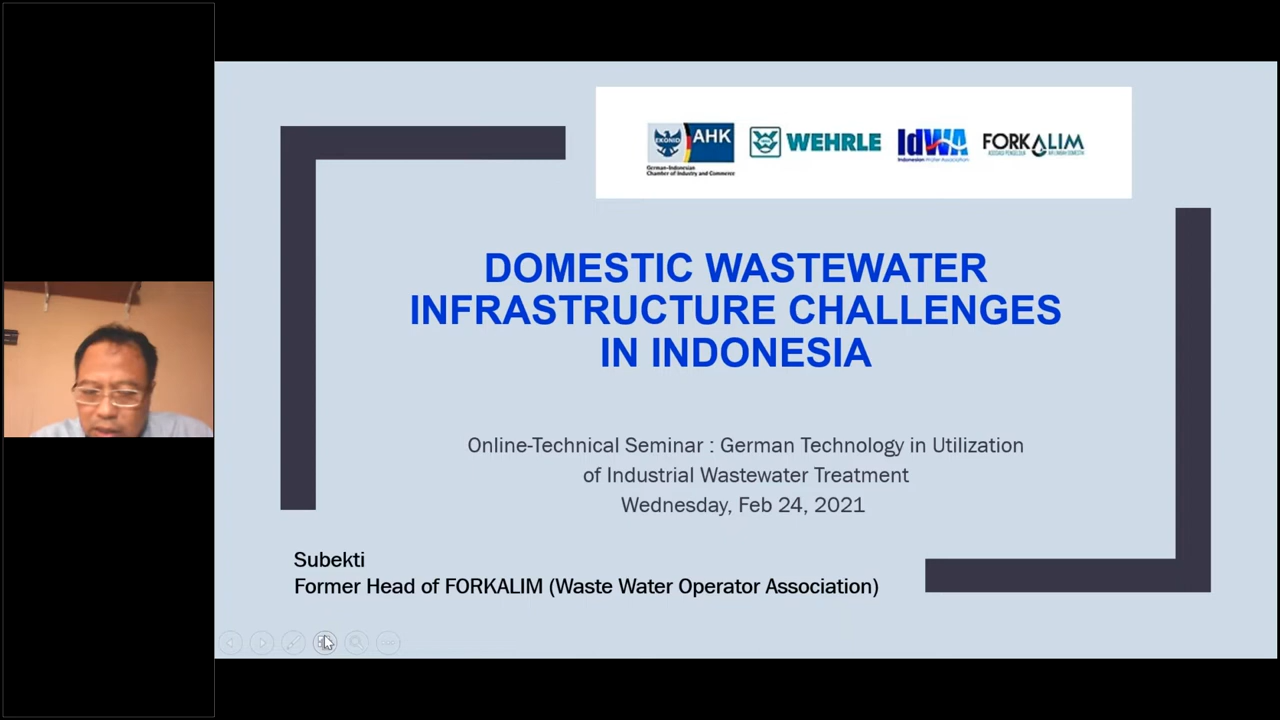 EKONID
AHK
German-Indonesian
Chamber of Industry and Commerce
WEHRLE
IdWA
Indonesian Water Association
FORKALIM
DOMESTIC WASTEWATER
INFRASTRUCTURE CHALLENGES
IN INDONESIA
Online-Technical Seminar : German Technology in Utilization
of Industrial Wastewater Treatment
Wednesday, Feb 24, 2021
Subekti
Former Head of FORKALIM (Waste Water Operator Association)